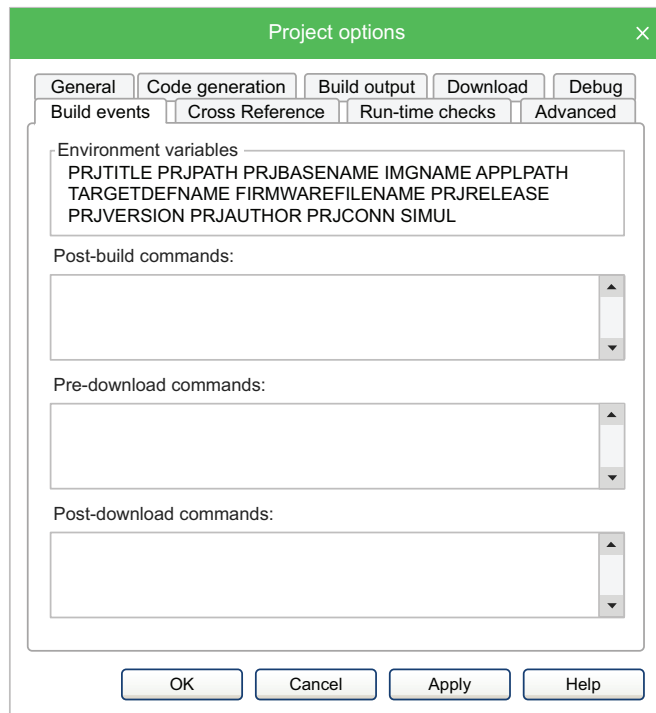 Project options
General Code generation Build output Download Debug
Build events Cross Reference Run-time checks Advanced
Environment variables
PRJTITLE PRJPATH PRJBASENAME IMGNAME APPLPATH
TARGETDEFNAME FIRMWAREFILENAME PRJRELEASE
PRJVERSION PRJAUTHOR PRJCONN SIMUL
Post-build commands:
Pre-download commands:
Post-download commands:
OK Cancel Apply Help